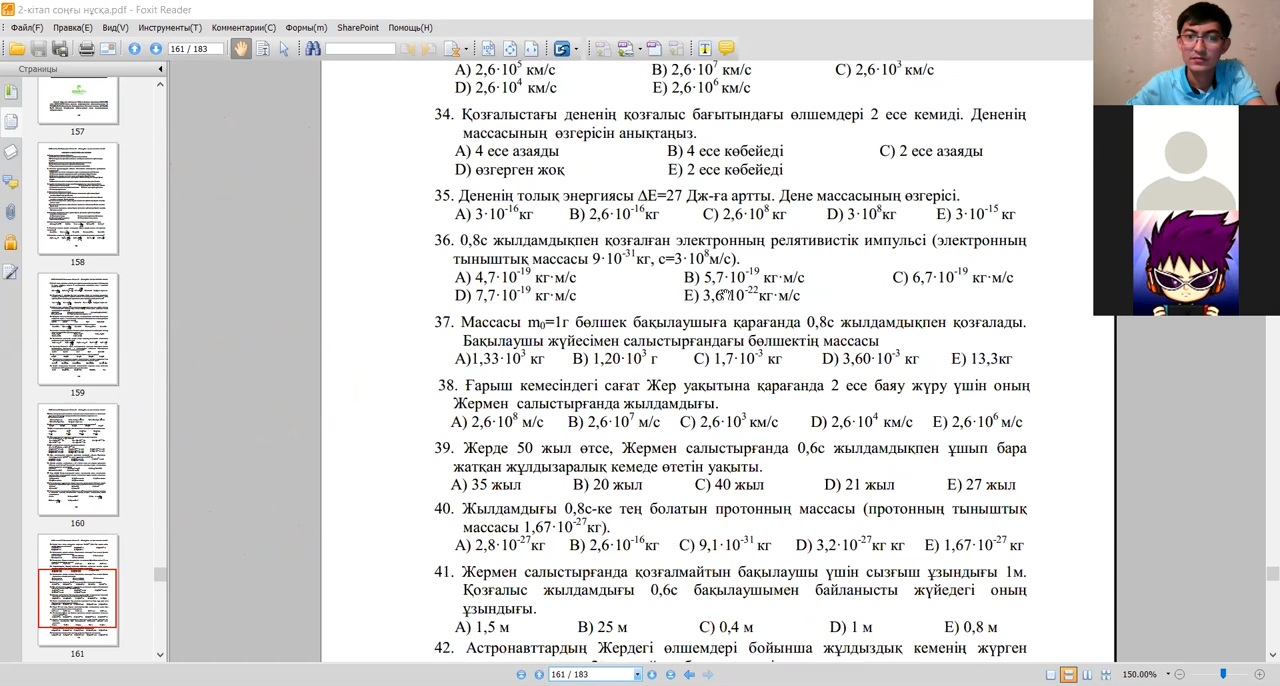 2-кітап соңғы нұсқа.pdf - Foxit Reader
Файл(F) Правка(E) Вид(V) Инструменты(T) Комментарии(C) Формы(m) SharePoint Помощь(H)
161 / 183
Страницы
157
158
159
160
161
A) 2,6·10⁵ км/с B) 2,6·10⁷ км/с C) 2,6·10³ км/с
D) 2,6·10⁴ км/с E) 2,6·10⁶ км/с
34. Қозғалыстағы дененің қозғалыс бағытындағы өлшемдері 2 есе кемиді. Дененің
массасының өзгерісін анықтаңыз.
A) 4 есе азаяды B) 4 есе көбейеді C) 2 есе азаяды
D) өзгерген жоқ E) 2 есе көбейеді
35. Дененің толық энергиясы ΔE=27 Дж-ға артты. Дене массасының өзгерісі.
A) 3·10⁻¹⁶кг B) 2,6·10⁻¹⁶кг C) 2,6·10⁸ кг D) 3·10⁸кг E) 3·10⁻¹⁵ кг
36. 0,8с жылдамдықпен қозғалған электронның релятивистік импульсі (электронның
тыныштық массасы 9·10⁻³¹кг, с=3·10⁸м/с).
A) 4,7·10⁻¹⁹ кг·м/с B) 5,7·10⁻¹⁹ кг·м/с C) 6,7·10⁻¹⁹ кг·м/с
D) 7,7·10⁻¹⁹ кг·м/с E) 3,6·10⁻²²кг·м/с
37. Массасы m₀=1г бөлшек бақылаушыға қарағанда 0,8с жылдамдықпен қозғалады.
Бақылаушы жүйесімен салыстырғандағы бөлшектің массасы
A)1,33·10³ кг B) 1,20·10³ г C) 1,7·10⁻³ кг D) 3,60·10⁻³ кг E) 13,3кг
38. Ғарыш кемесіндегі сағат Жер уақытына қарағанда 2 есе баяу жүру үшін оның
Жермен салыстырғанда жылдамдығы.
A) 2,6·10⁸ м/с B) 2,6·10⁷ м/с C) 2,6·10³ км/с D) 2,6·10⁴ км/с E) 2,6·10⁶ м/с
39. Жерде 50 жыл өтсе, Жермен салыстырғанда 0,6с жылдамдықпен ұшып бара
жатқан жұлдызаралық кемеде өтетін уақыты.
A) 35 жыл B) 20 жыл C) 40 жыл D) 21 жыл E) 27 жыл
40. Жылдамдығы 0,8с-ке тең болатын протонның массасы (протонның тыныштық
массасы 1,67·10⁻²⁷кг).
A) 2,8·10⁻²⁷кг B) 2,6·10⁻¹⁶кг C) 9,1·10⁻³¹кг D) 3,2·10⁻²⁷кг кг E) 1,67·10⁻²⁷ кг
41. Жермен салыстырғанда қозғалмайтын бақылаушы үшін сызғыш ұзындығы 1м.
Қозғалыс жылдамдығы 0,6с бақылаушымен байланысты жүйедегі оның
ұзындығы.
A) 1,5 м B) 25 м C) 0,4 м D) 1 м E) 0,8 м
42. Астронавттардың Жердегі өлшемдері бойынша жұлдыздық кеменің жүрген
161 / 183
150.00%